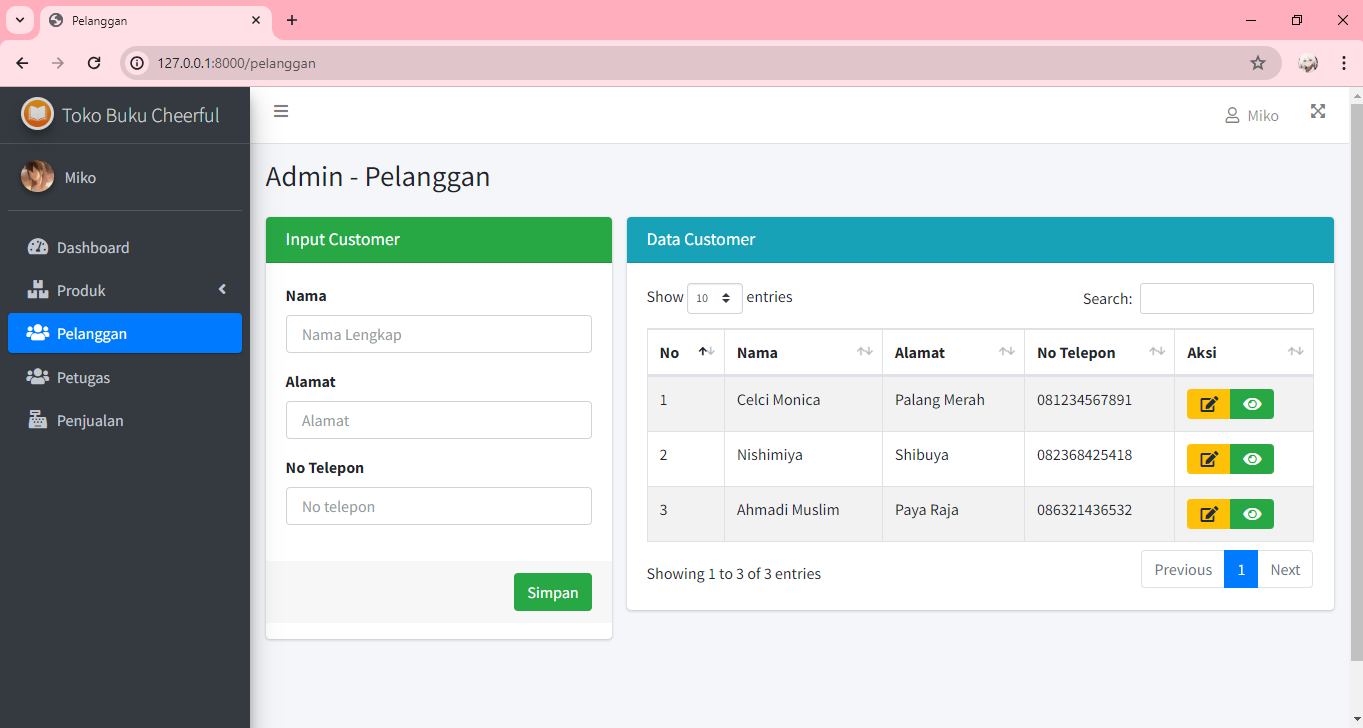 Pelanggan
127.0.0.1:8000/pelanggan
Toko Buku Cheerful
Miko
Miko
Dashboard
Produk
Pelanggan
Petugas
Penjualan
Admin - Pelanggan
Input Customer
Nama
Nama Lengkap
Alamat
Alamat
No Telepon
No telepon
Simpan
Data Customer
Show 10 entries
Search:
No Nama Alamat No Telepon Aksi
1 Celci Monica Palang Merah 081234567891
2 Nishimiya Shibuya 082368425418
3 Ahmadi Muslim Paya Raja 086321436532
Showing 1 to 3 of 3 entries
Previous 1 Next